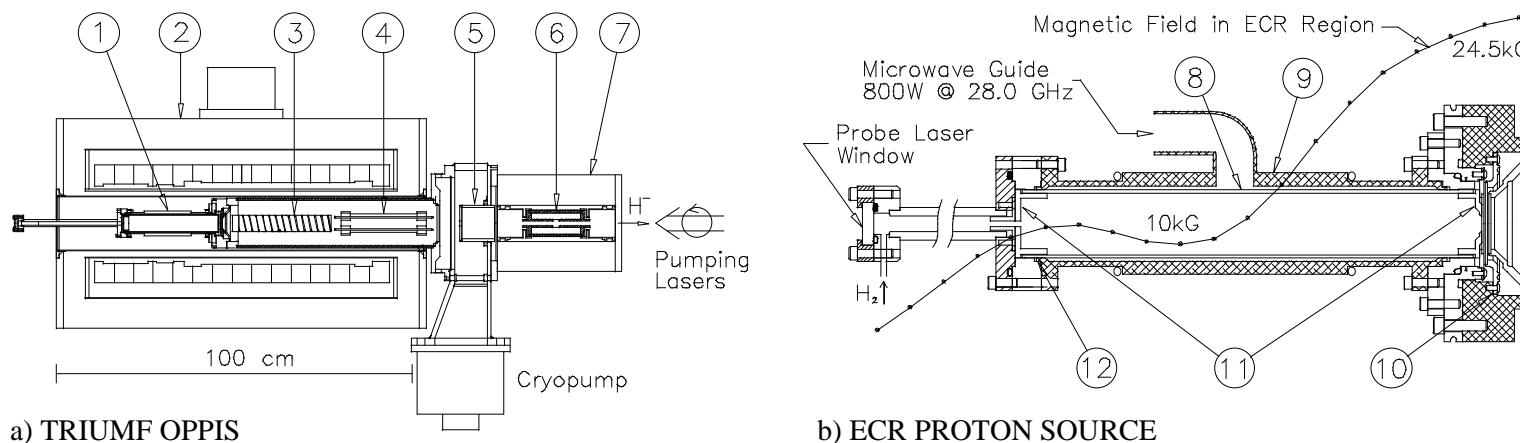 1 2 3 4 5 6 7
H⁻
Pumping
Lasers
100 cm
Cryopump
a) TRIUMF OPPIS
Magnetic Field in ECR Region
24.5kG
Microwave Guide
800W @ 28.0 GHz
8 9
Probe Laser
Window
10kG
H₂
12 11 10
b) ECR PROTON SOURCE